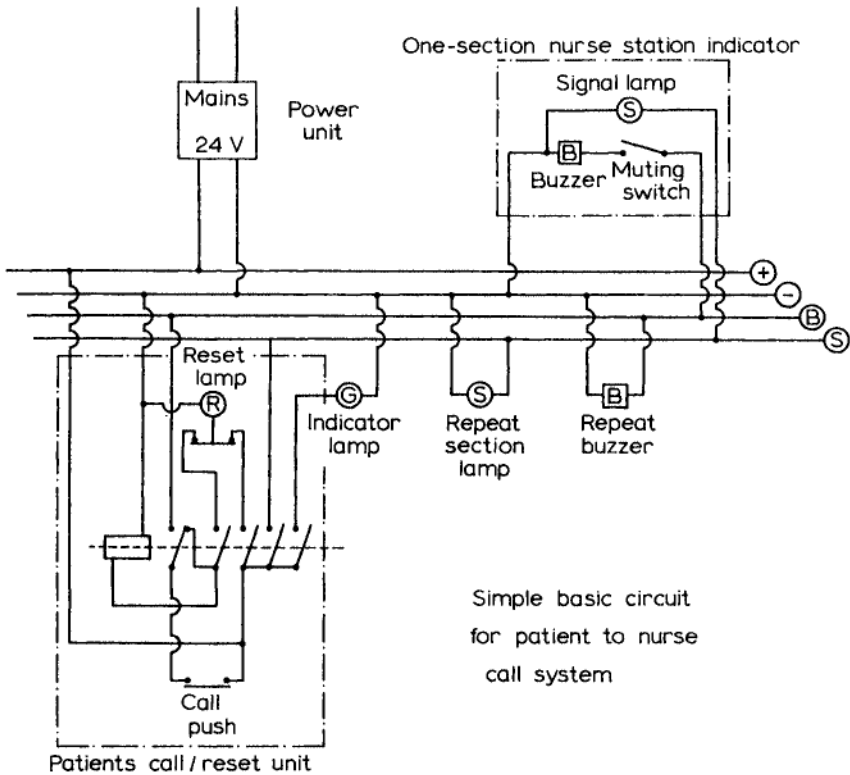 One-section nurse station indicator
Mains
24 V
Power
unit
Signal lamp
S
B
Buzzer
Muting
switch
+
-
B
S
Reset
lamp
R
G
Indicator
lamp
S
Repeat
section
lamp
B
Repeat
buzzer
Call
push
Simple basic circuit
for patient to nurse
call system
Patients call/reset unit